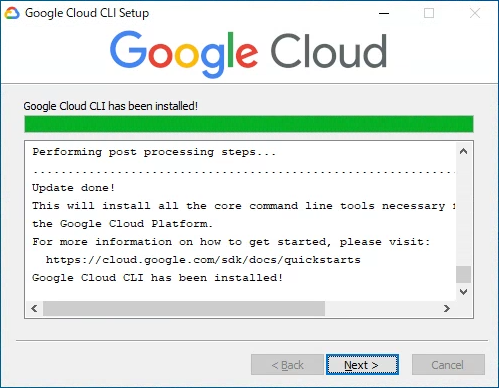 Google Cloud CLI Setup
Google Cloud
Google Cloud CLI has been installed!
Performing post processing steps...
................................................................
Update done!
This will install all the core command line tools necessary
the Google Cloud Platform.
For more information on how to get started, please visit:
https://cloud.google.com/sdk/docs/quickstarts
Google Cloud CLI has been installed!
< Back Next > Cancel